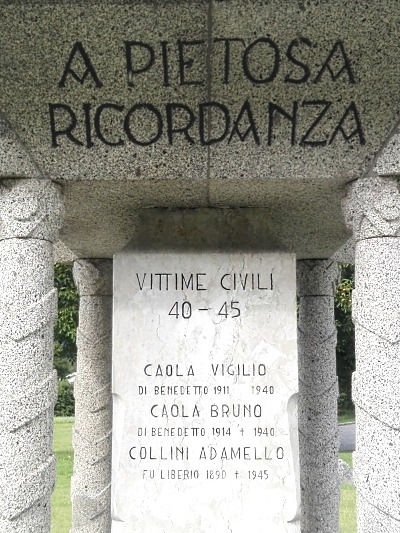 A PIETOSA
RICORDANZA
VITTIME CIVILI
40 - 45
CAOLA VIGILIO
DI BENEDETTO 1911 1940
CAOLA BRUNO
DI BENEDETTO 1914 + 1940
COLLINI ADAMELLO
FU LIBERIO 1890 + 1945